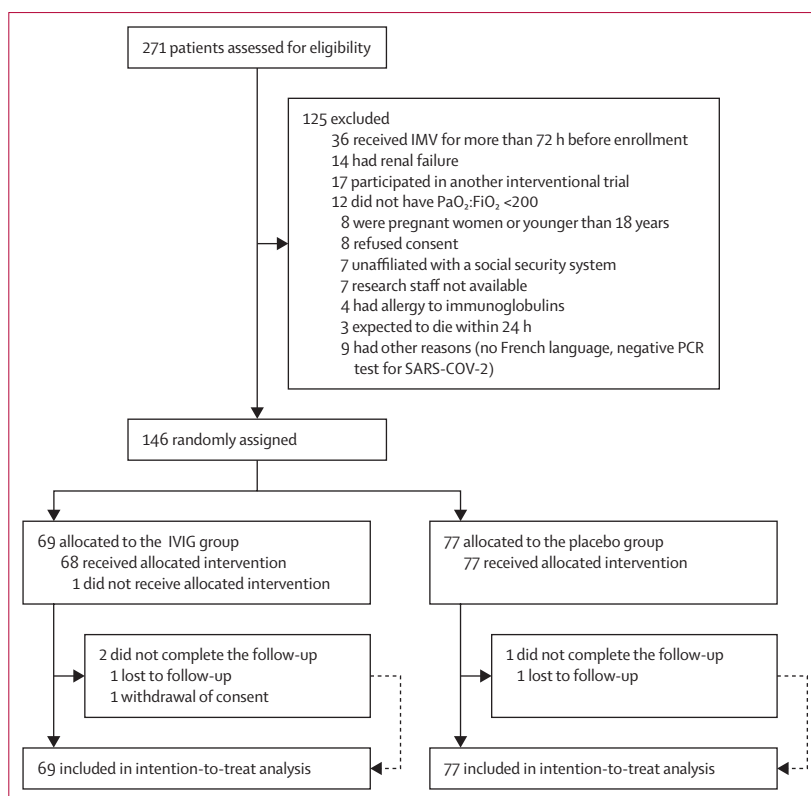 271 patients assessed for eligibility
125 excluded
36 received IMV for more than 72 h before enrollment
14 had renal failure
17 participated in another interventional trial
12 did not have PaO₂:FiO₂ <200
8 were pregnant women or younger than 18 years
8 refused consent
7 unaffiliated with a social security system
7 research staff not available
4 had allergy to immunoglobulins
3 expected to die within 24 h
9 had other reasons (no French language, negative PCR
test for SARS-COV-2)
146 randomly assigned
69 allocated to the IVIG group
68 received allocated intervention
1 did not receive allocated intervention
77 allocated to the placebo group
77 received allocated intervention
2 did not complete the follow-up
1 lost to follow-up
1 withdrawal of consent
1 did not complete the follow-up
1 lost to follow-up
69 included in intention-to-treat analysis
77 included in intention-to-treat analysis